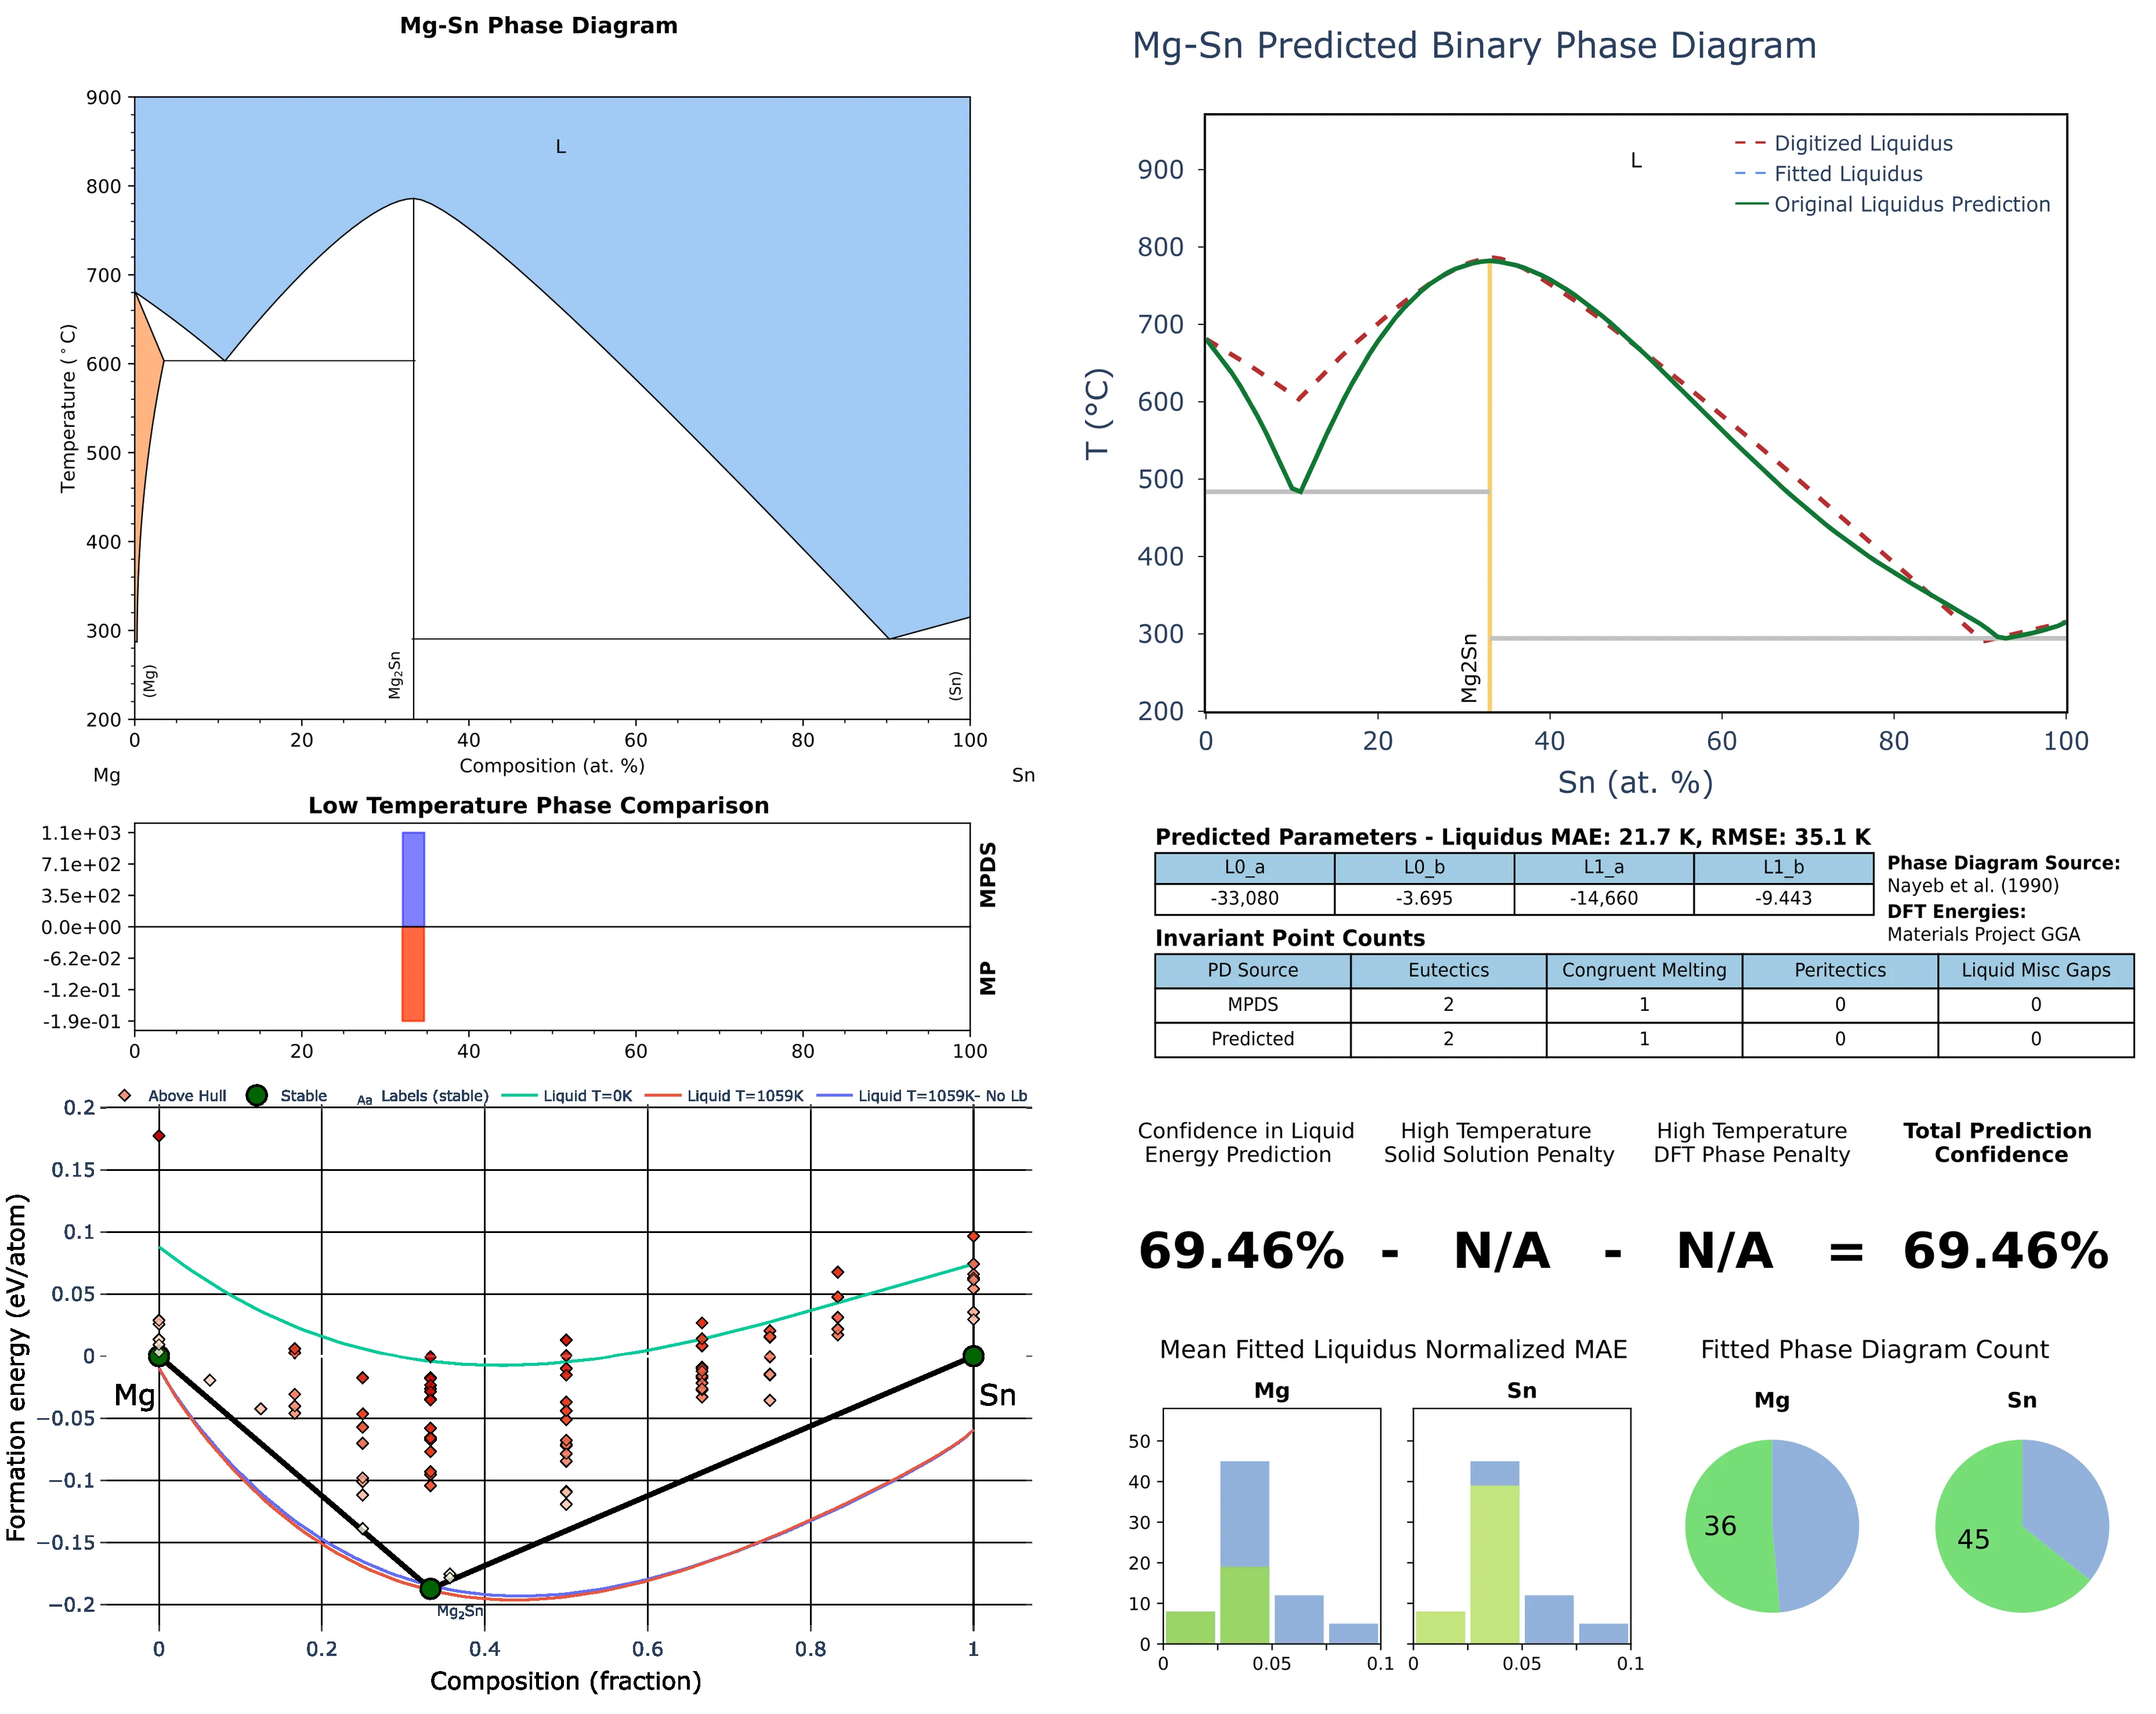 Mg-Sn Phase Diagram
900
800
700
600
500
400
300
200
Temperature (°C)
L
(Mg)
Mg₂Sn
(Sn)
0 20 40 60 80 100
Composition (at. %)
Mg Sn
Low Temperature Phase Comparison
1.1e+03
7.1e+02
3.5e+02
0.0e+00
-6.2e-02
-1.2e-01
-1.9e-01
MPDS
MP
0 20 40 60 80 100
Above Hull Stable Aa Labels (stable) Liquid T=0K Liquid T=1059K Liquid T=1059K- No Lb
0.2
0.15
0.1
0.05
0
−0.05
−0.1
−0.15
−0.2
Formation energy (eV/atom)
Mg
Sn
Mg₂Sn
0 0.2 0.4 0.6 0.8 1
Composition (fraction)
Mg-Sn Predicted Binary Phase Diagram
900
800
700
600
500
400
300
200
T (°C)
L
Digitized Liquidus
Fitted Liquidus
Original Liquidus Prediction
Mg2Sn
0 20 40 60 80 100
Sn (at. %)
Predicted Parameters - Liquidus MAE: 21.7 K, RMSE: 35.1 K
L0_a L0_b L1_a L1_b
-33,080 -3.695 -14,660 -9.443
Phase Diagram Source:
Nayeb et al. (1990)
DFT Energies:
Materials Project GGA
Invariant Point Counts
PD Source Eutectics Congruent Melting Peritectics Liquid Misc Gaps
MPDS 2 1 0 0
Predicted 2 1 0 0
Confidence in Liquid
Energy Prediction
High Temperature
Solid Solution Penalty
High Temperature
DFT Phase Penalty
Total Prediction
Confidence
69.46% - N/A - N/A = 69.46%
Mean Fitted Liquidus Normalized MAE
Mg
Sn
50
40
30
20
10
0
0 0.05 0.1
0 0.05 0.1
Fitted Phase Diagram Count
Mg
Sn
36
45